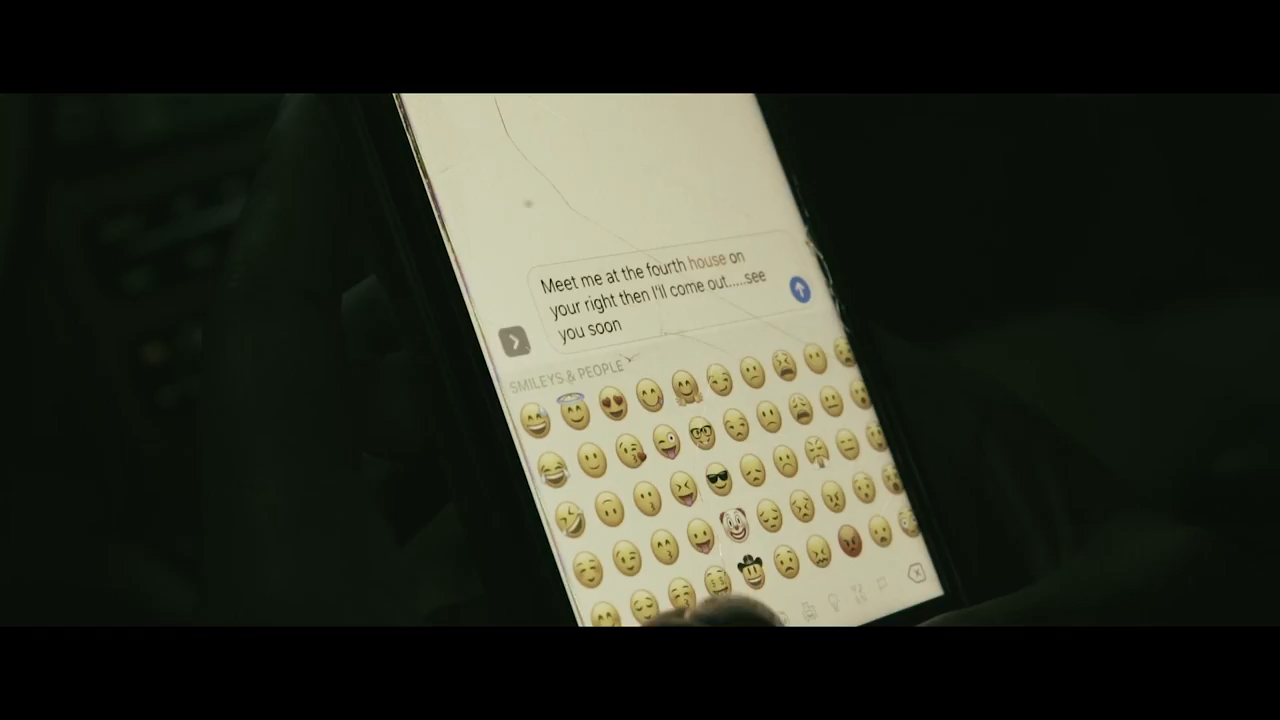 Meet me at the fourth house on
your right then I'll come out.....see
you soon
SMILEYS & PEOPLE